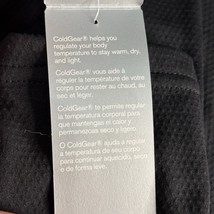 ColdGear® helps you
regulate your body
temperature to stay warm, dry,
and light.
ColdGear® vous aide à
réguler la température de votre
corps pour rester au chaud, au
sec et léger.
ColdGear® te permite regular
la temperatura corporal para
que mantengas el calor y
permanezcas seco y ligero.
O ColdGear® ajuda a regular
a temperatura do seu corpo para
continuar aquecido, seco e
de forma leve.